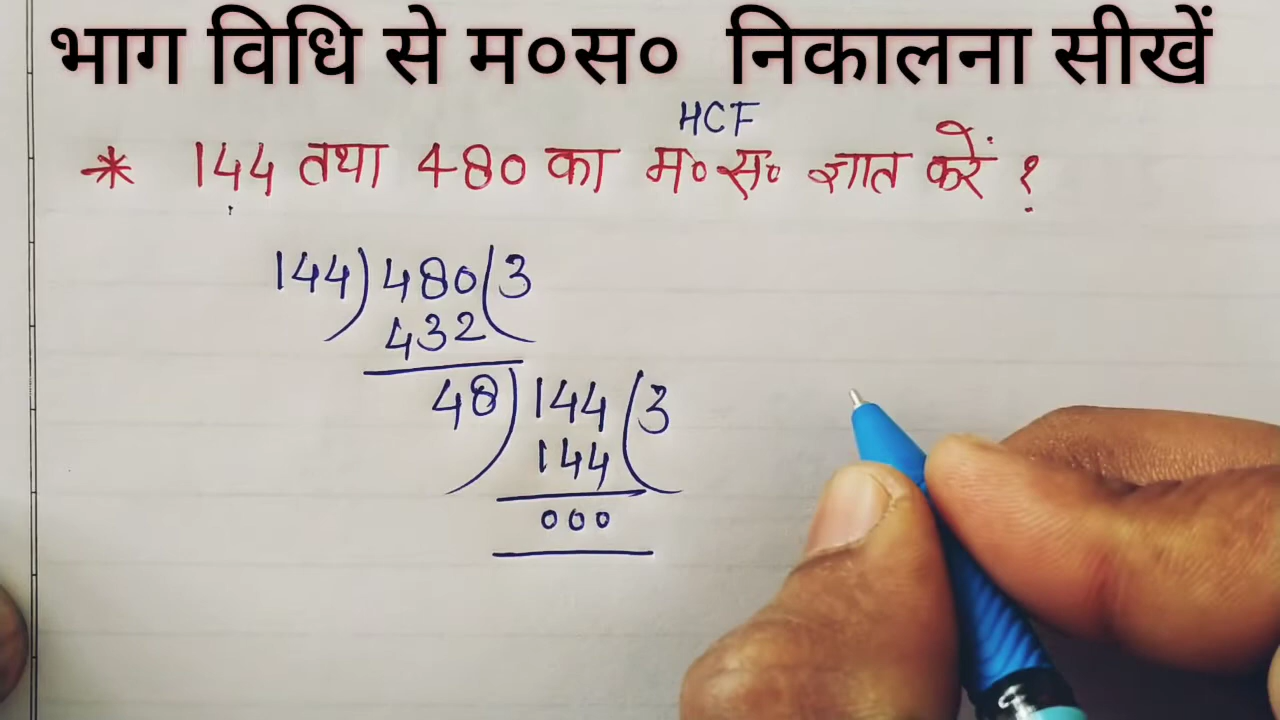 भाग विधि से म०स० निकालना सीखें
HCF
* 144 तथा 480 का म०स० ज्ञात करें ?
144) 480 (3
432
48) 144 (3
144
000